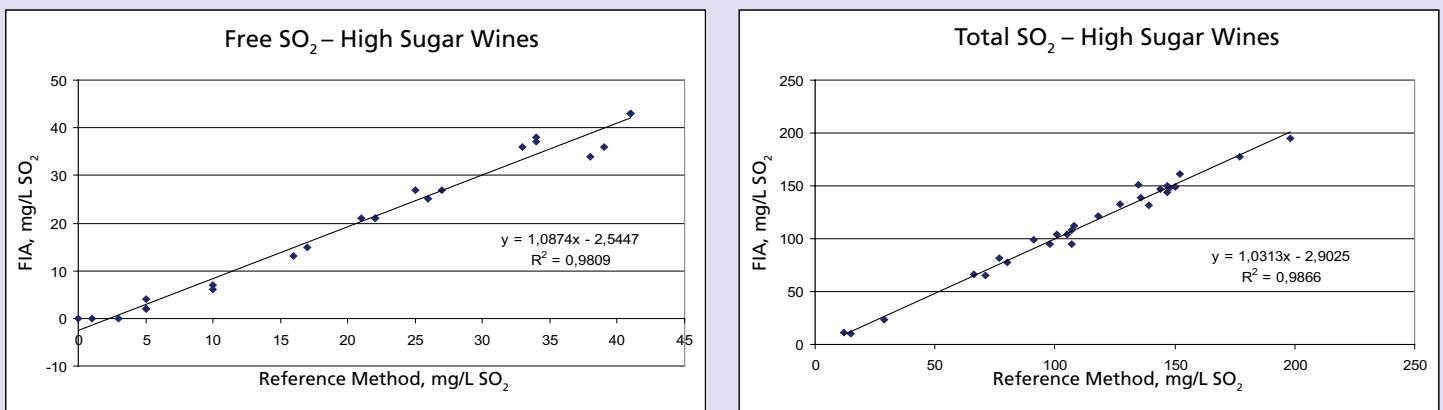 Free SO2 – High Sugar Wines
50
40
30
20
10
0
-10
FIA, mg/L SO2
y = 1,0874x - 2,5447
R2 = 0,9809
0 5 10 15 20 25 30 35 40 45
Reference Method, mg/L SO2
Total SO2 – High Sugar Wines
250
200
150
100
50
0
FIA, mg/L SO2
y = 1,0313x - 2,9025
R2 = 0,9866
0 50 100 150 200 250
Reference Method, mg/L SO2